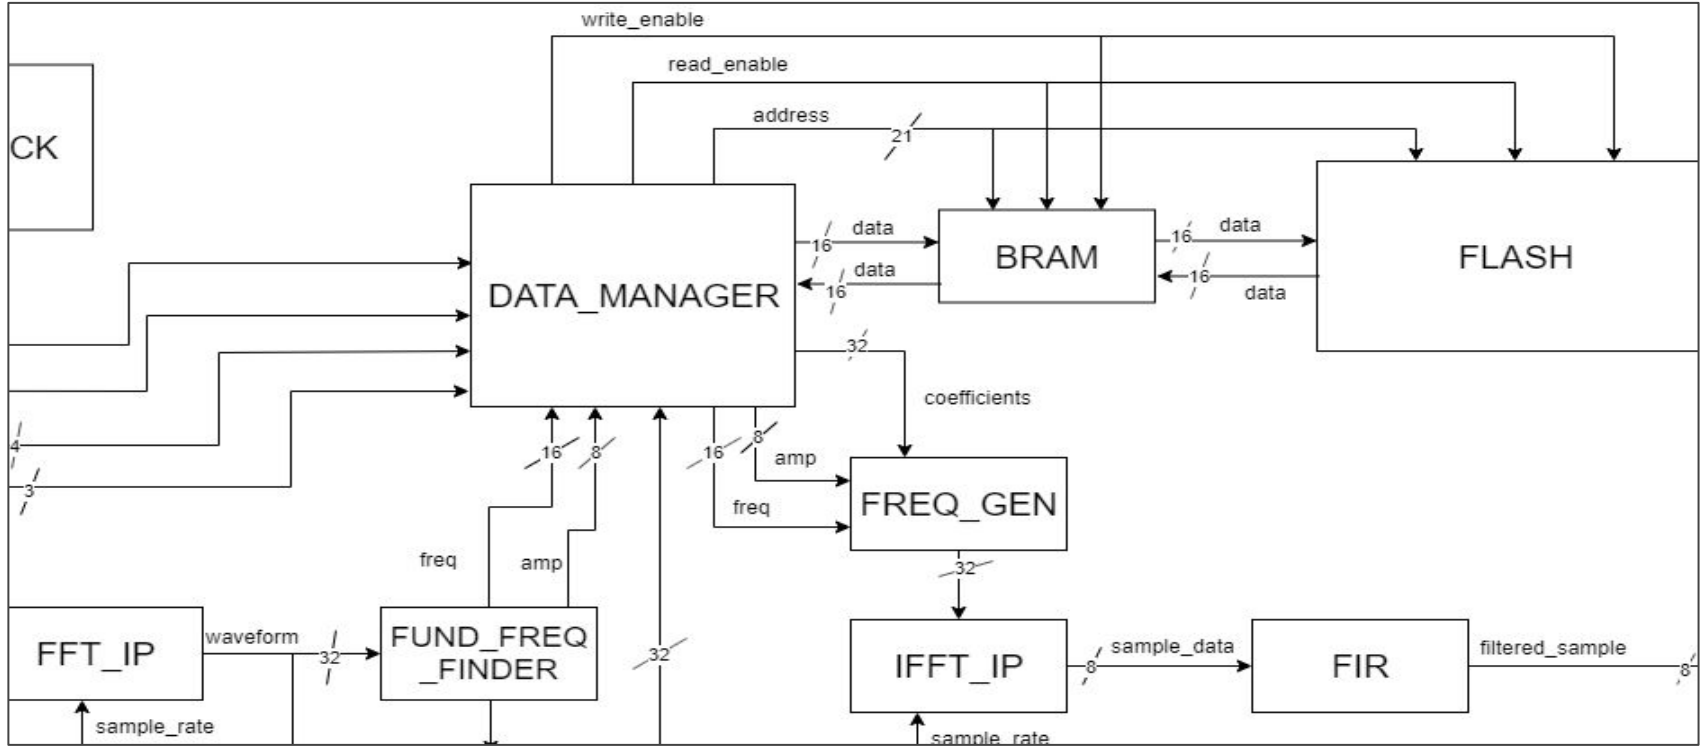 write_enable
read_enable
address
21
CK
16
data
16
data
BRAM
16
data
16
data
FLASH
DATA_MANAGER
32
coefficients
4
3
16
8
16
8
amp
freq
FREQ_GEN
freq
amp
32
FFT_IP
waveform
32
FUND_FREQ
_FINDER
32
IFFT_IP
8
sample_data
FIR
filtered_sample
8
sample_rate
sample_rate